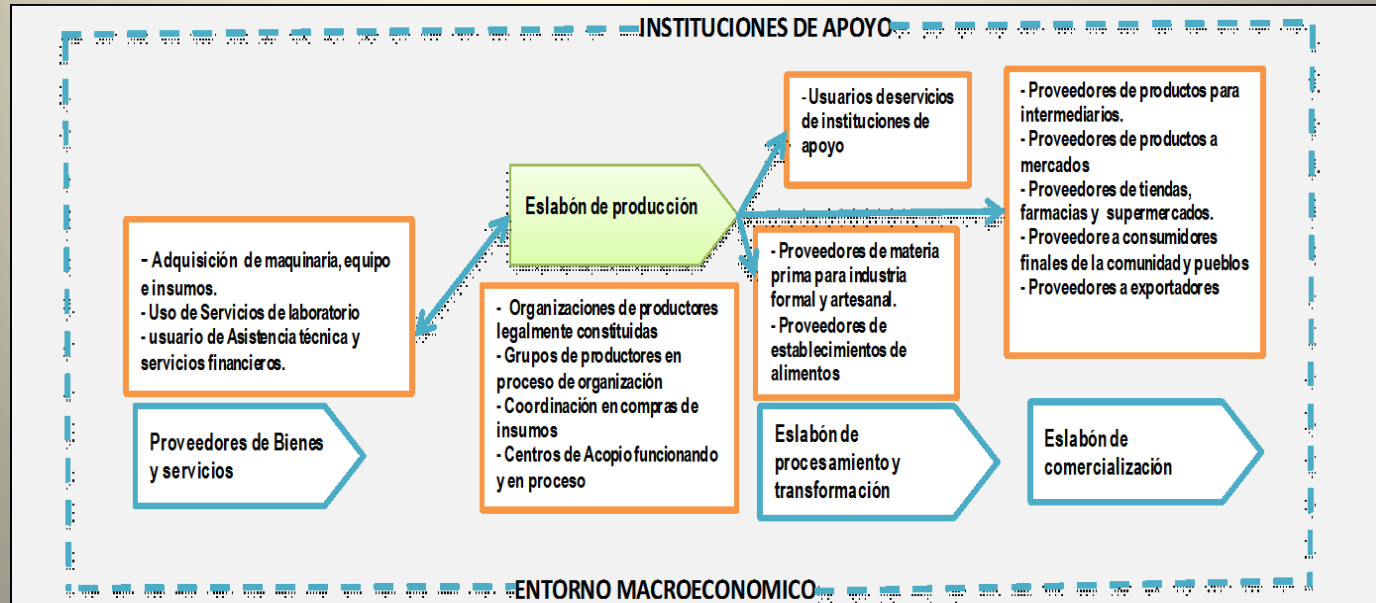 INSTITUCIONES DE APOYO
- Adquisición de maquinaria, equipo
e insumos.
- Uso de Servicios de laboratorio
- usuario de Asistencia técnica y
servicios financieros.
Proveedores de Bienes
y servicios
Eslabón de producción
- Organizaciones de productores
legalmente constituidas
- Grupos de productores en
proceso de organización
- Coordinación en compras de
insumos
- Centros de Acopio funcionando
y en proceso
- Usuarios de servicios
de instituciones de
apoyo
- Proveedores de materia
prima para industria
formal y artesanal.
- Proveedores de
establecimientos de
alimentos
Eslabón de
procesamiento y
transformación
- Proveedores de productos para
intermediarios.
- Proveedores de productos a
mercados
- Proveedores de tiendas,
farmacias y supermercados.
- Proveedore a consumidores
finales de la comunidad y pueblos
- Proveedores a exportadores
Eslabón de
comercialización
ENTORNO MACROECONOMICO